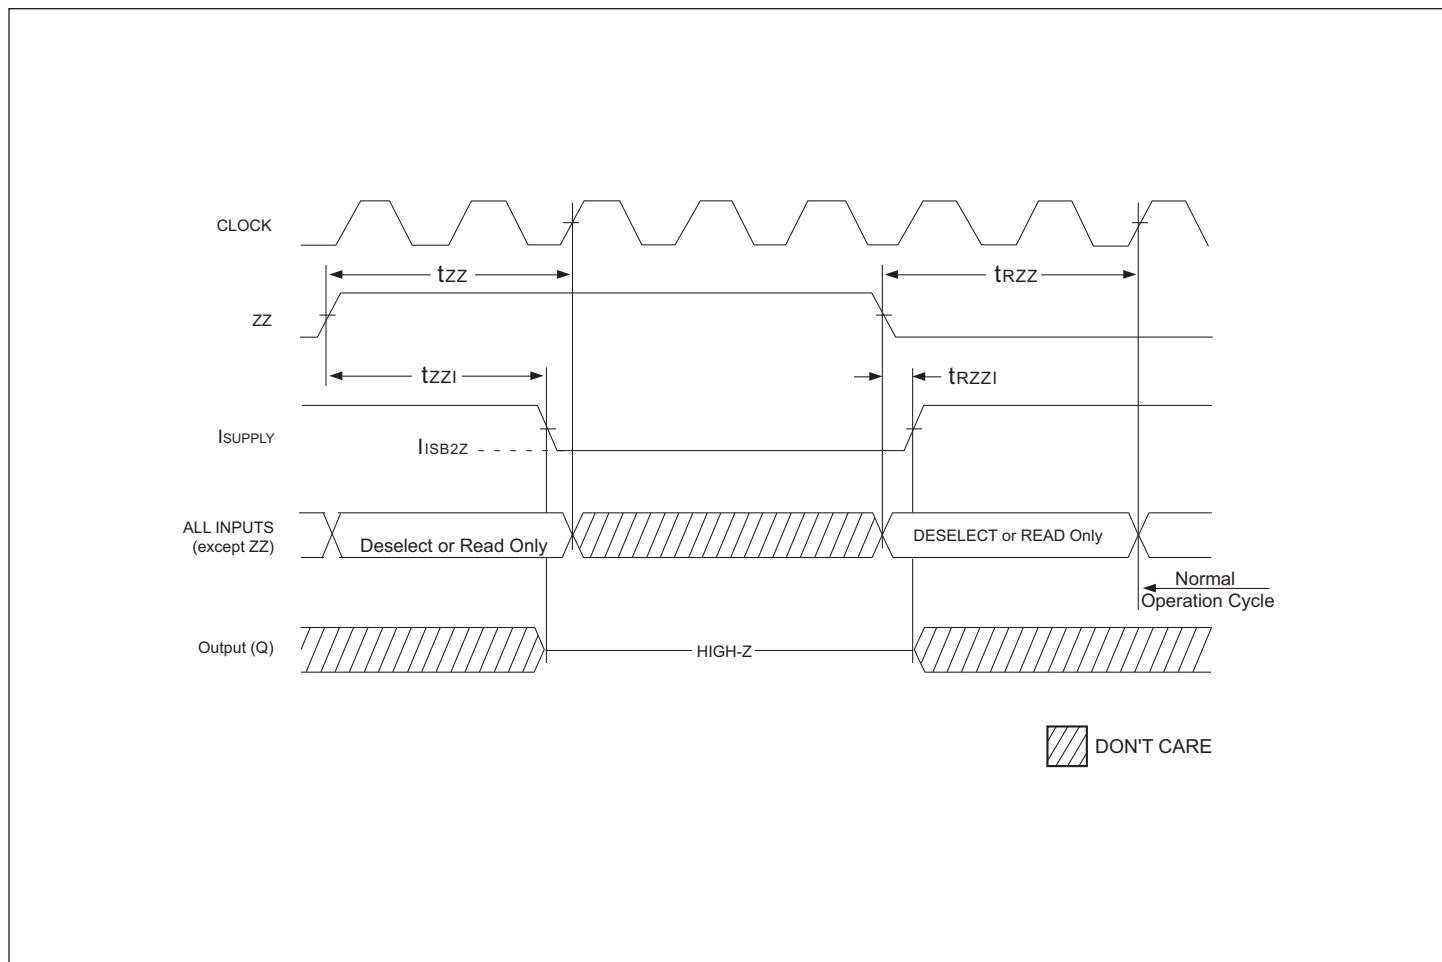 CLOCK
tZZ
tRZZ
ZZ
tZZI
tRZZI
ISUPPLY
IISB2Z
ALL INPUTS
(except ZZ)
Deselect or Read Only
DESELECT or READ Only
Normal
Operation Cycle
Output (Q)
HIGH-Z
DON'T CARE